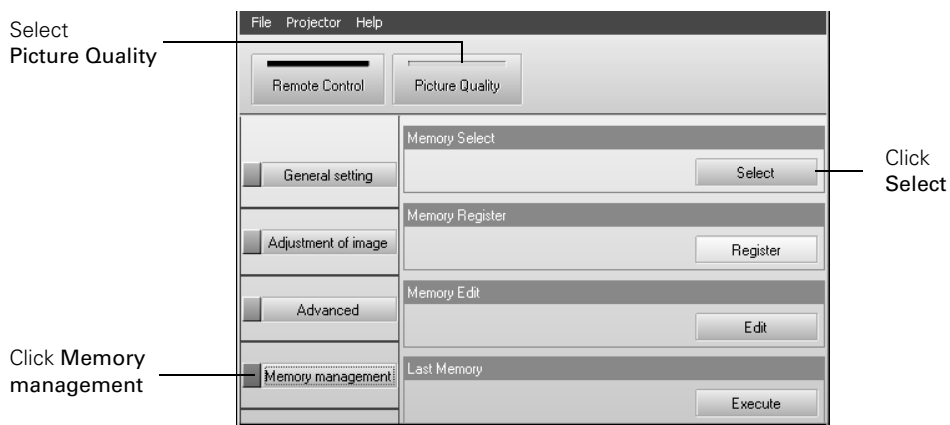 Select
Picture Quality
File Projector Help
Remote Control
Picture Quality
General setting
Adjustment of image
Advanced
Memory management
Memory Select
Select
Memory Register
Register
Memory Edit
Edit
Last Memory
Execute
Click
Select
Click Memory
management